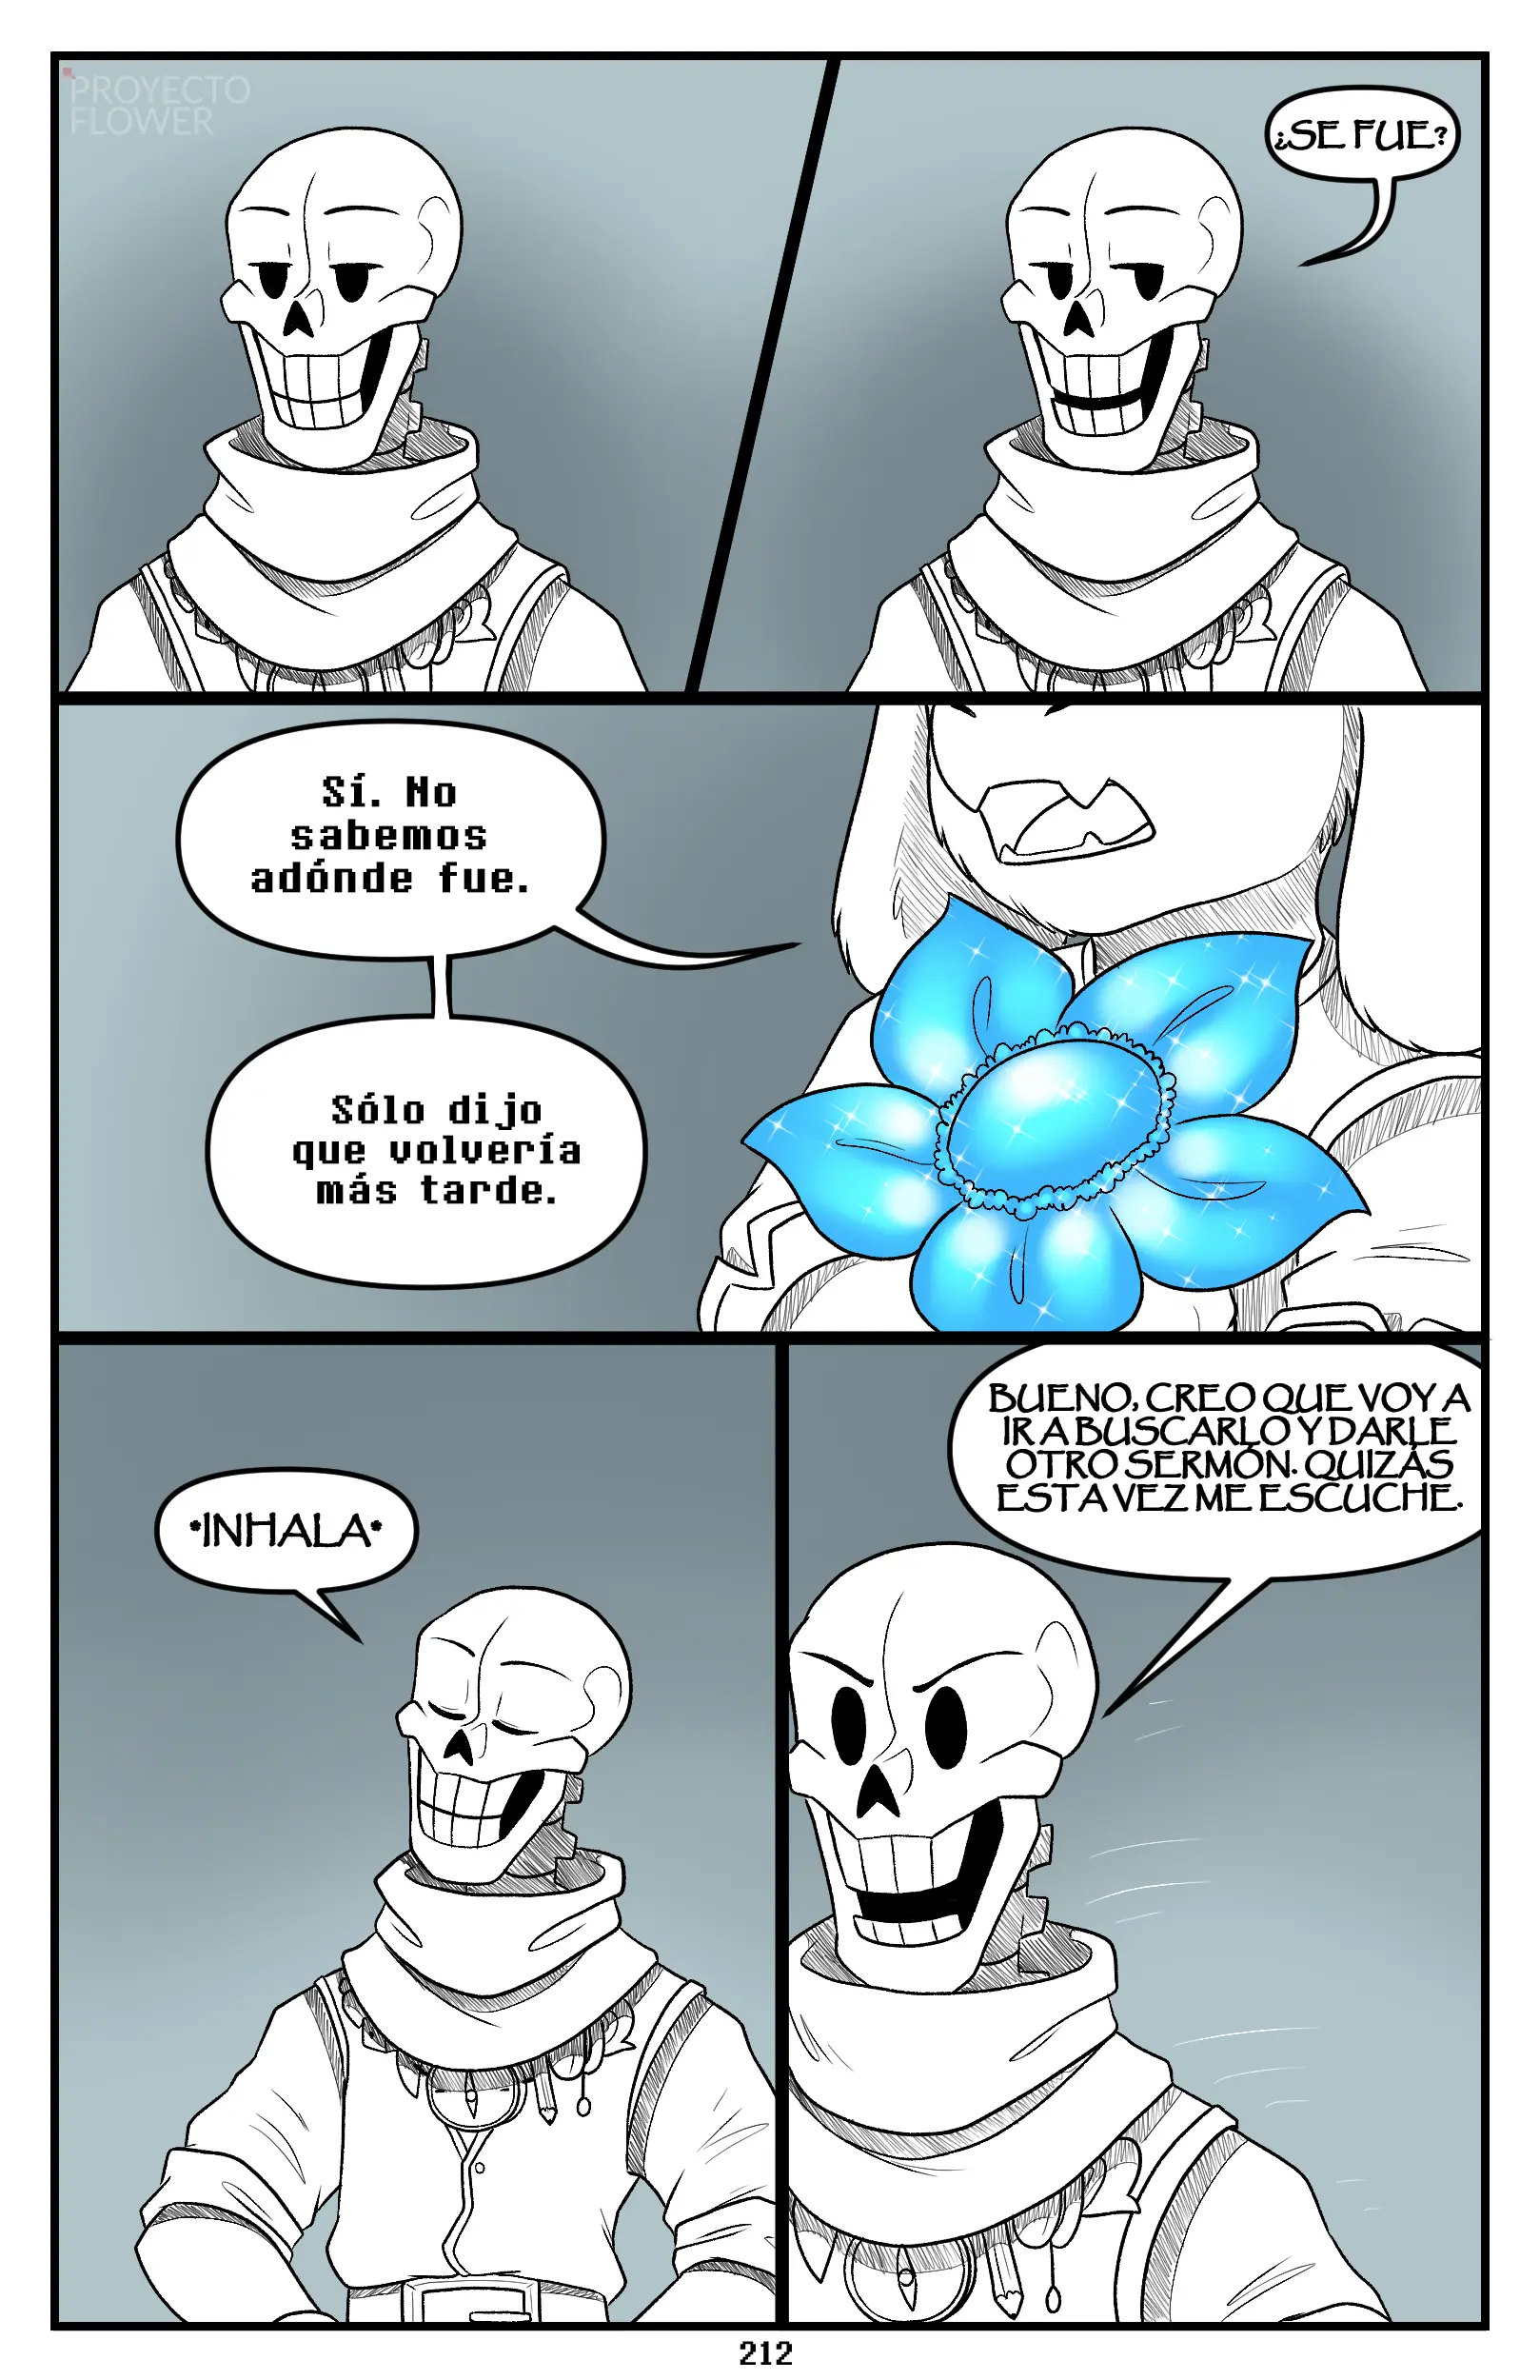 PROYECTO
FLOWER
¿SE FUE?
Sí. No
sabemos
adónde fue.
Sólo dijo
que volvería
más tarde.
*INHALA*
BUENO, CREO QUE VOY A
IR A BUSCARLO Y DARLE
OTRO SERMÓN. QUIZÁS
ESTA VEZ ME ESCUCHE.
212